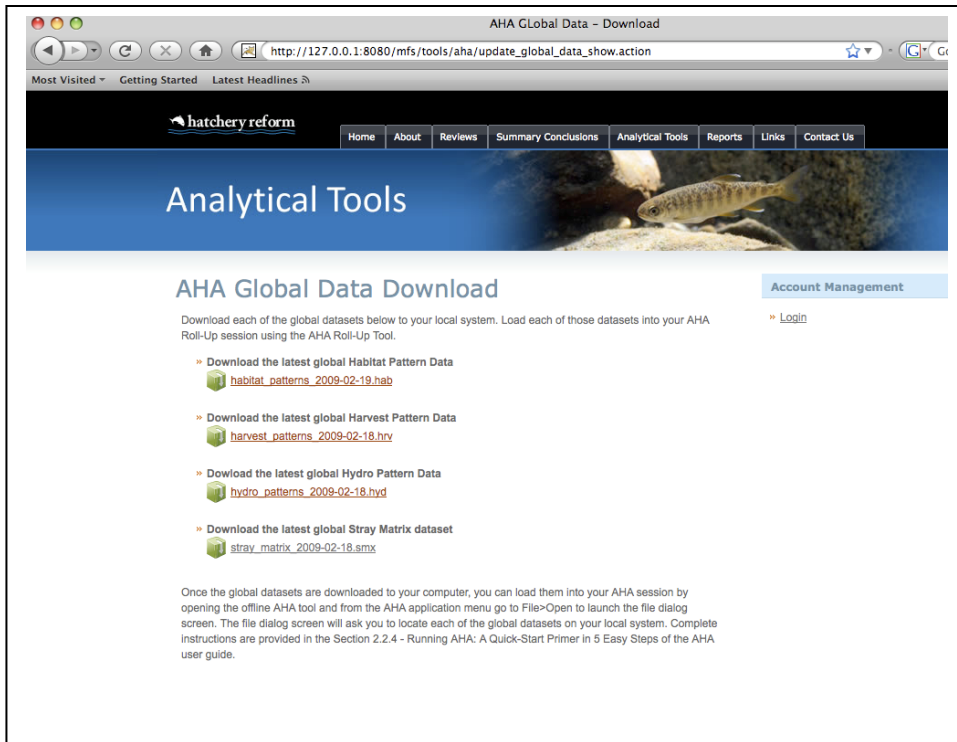 AHA GLobal Data – Download
http://127.0.0.1:8080/mfs/tools/aha/update_global_data_show.action
G
Most Visited
Getting Started
Latest Headlines
hatchery reform
Home
About
Reviews
Summary Conclusions
Analytical Tools
Reports
Links
Contact Us
Analytical Tools
AHA Global Data Download
Download each of the global datasets below to your local system. Load each of those datasets into your AHA
Roll-Up session using the AHA Roll-Up Tool.
» Download the latest global Habitat Pattern Data
habitat_patterns_2009-02-19.hab
» Download the latest global Harvest Pattern Data
harvest_patterns_2009-02-18.hrv
» Dowload the latest global Hydro Pattern Data
hydro_patterns_2009-02-18.hyd
» Download the latest global Stray Matrix dataset
stray_matrix_2009-02-18.smx
Once the global datasets are downloaded to your computer, you can load them into your AHA session by
opening the offline AHA tool and from the AHA application menu go to File>Open to launch the file dialog
screen. The file dialog screen will ask you to locate each of the global datasets on your local system. Complete
instructions are provided in the Section 2.2.4 - Running AHA: A Quick-Start Primer in 5 Easy Steps of the AHA
user guide.
Account Management
» Login